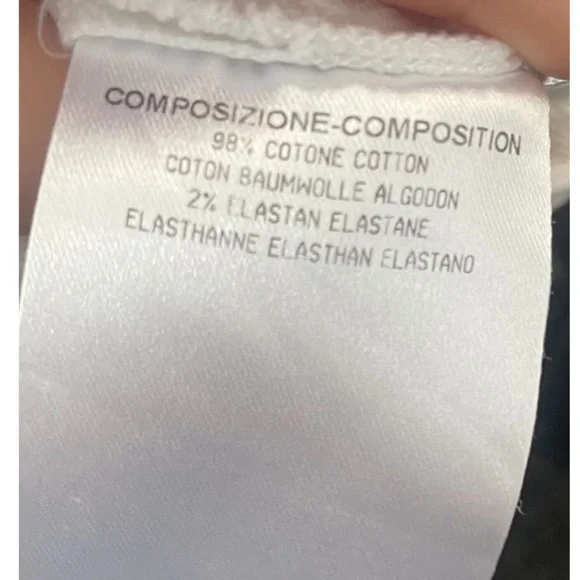 COMPOSIZIONE-COMPOSITION
98% COTONE COTTON
COTON BAUMWOLLE ALGODON
2% ELASTAN ELASTANE
ELASTHANNE ELASTHAN ELASTANO